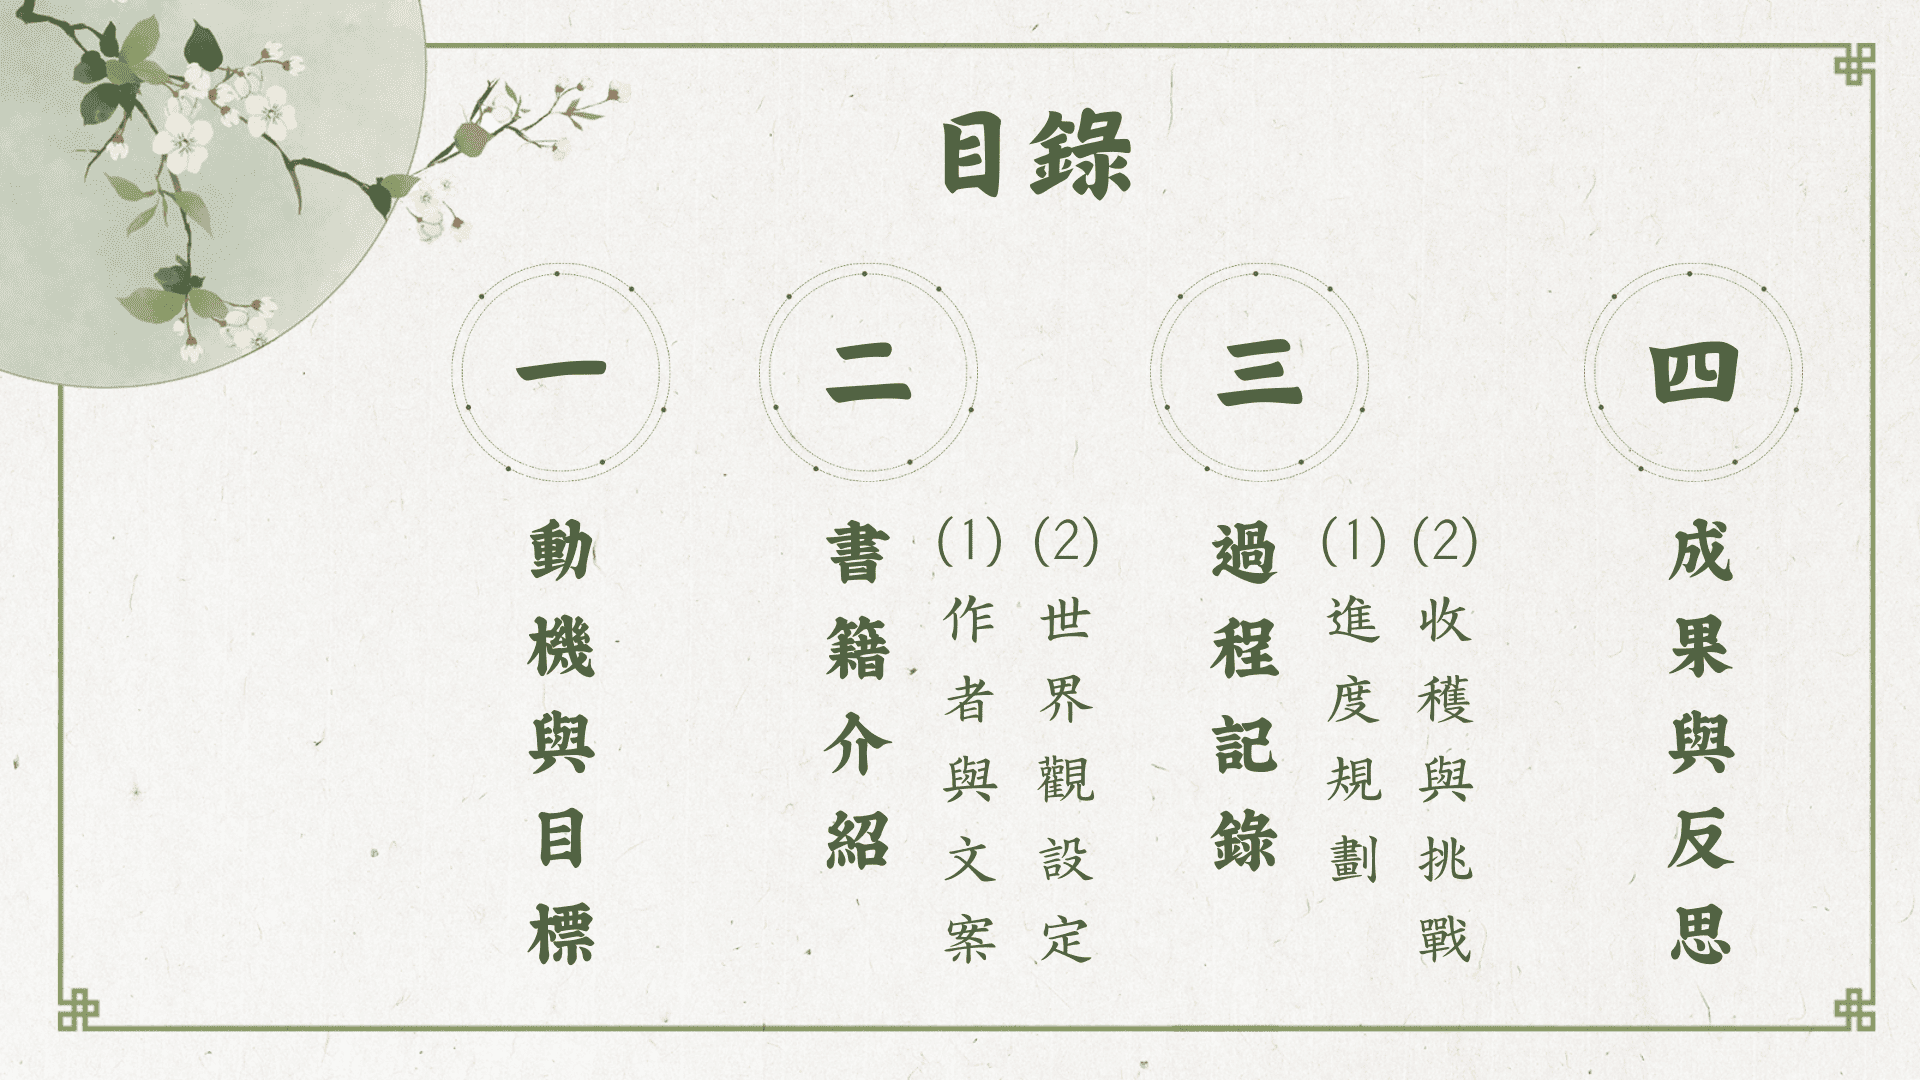 目錄
一
動機與目標
二
書籍介紹
(1)作者與文案
(2)世界觀設定
三
過程記錄
(1)進度規劃
(2)收穫與挑戰
四
成果與反思